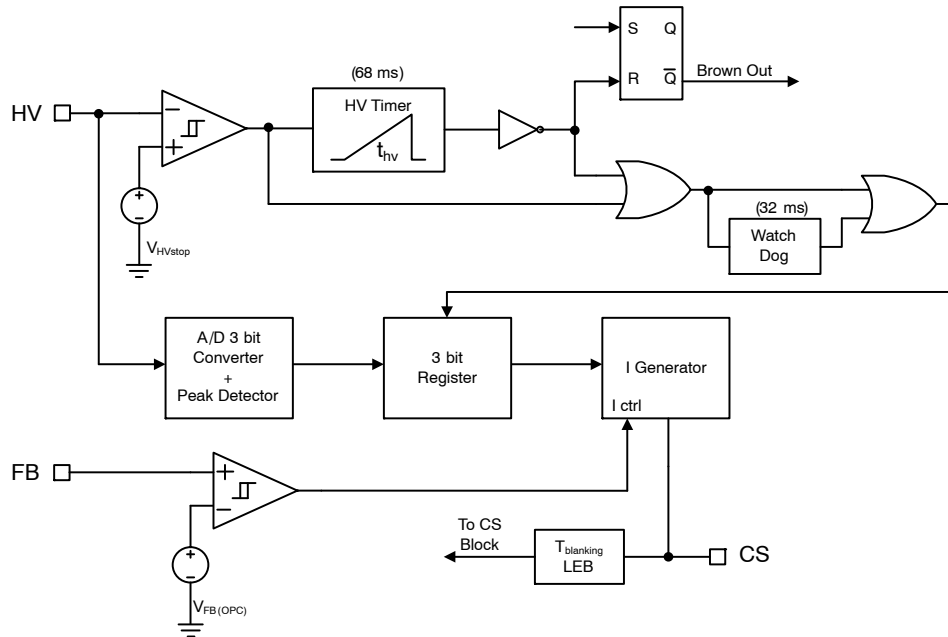 S
Q
R
Q̅
Brown Out
(68 ms)
HV
HV Timer
t_hv
−
+
+
−
V_HVstop
(32 ms)
Watch
Dog
A/D 3 bit
Converter
+
Peak Detector
3 bit
Register
I Generator
I ctrl
FB
+
−
+
−
V_FB (OPC)
To CS
Block
T_blanking
LEB
CS